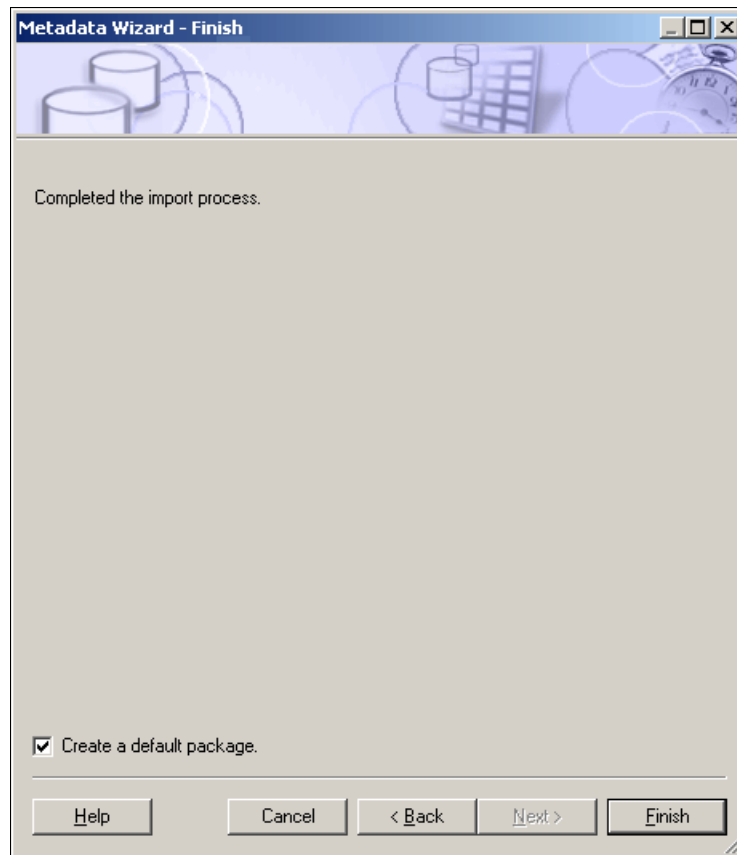 Metadata Wizard - Finish
Completed the import process.
Create a default package.
Help Cancel < Back Next > Finish